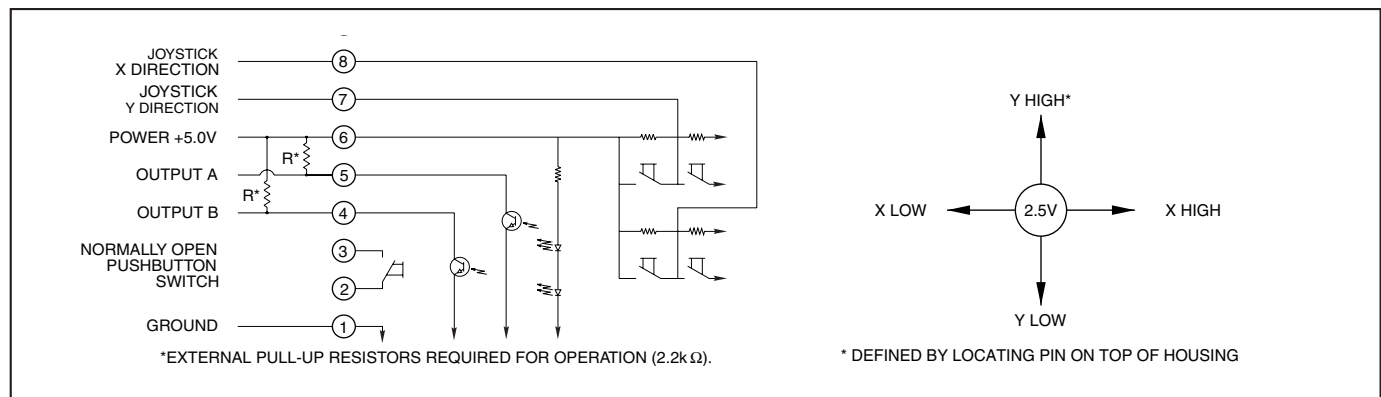 JOYSTICK
X DIRECTION
8
JOYSTICK
Y DIRECTION
7
POWER +5.0V
6
R*
OUTPUT A
5
R*
OUTPUT B
4
NORMALLY OPEN
PUSHBUTTON
SWITCH
3
2
GROUND
1
*EXTERNAL PULL-UP RESISTORS REQUIRED FOR OPERATION (2.2kΩ).
Y HIGH*
X LOW
2.5V
X HIGH
Y LOW
* DEFINED BY LOCATING PIN ON TOP OF HOUSING